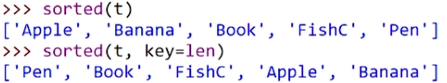 >>> sorted(t)
['Apple', 'Banana', 'Book', 'FishC', 'Pen']
>>> sorted(t, key=len)
['Pen', 'Book', 'FishC', 'Apple', 'Banana']